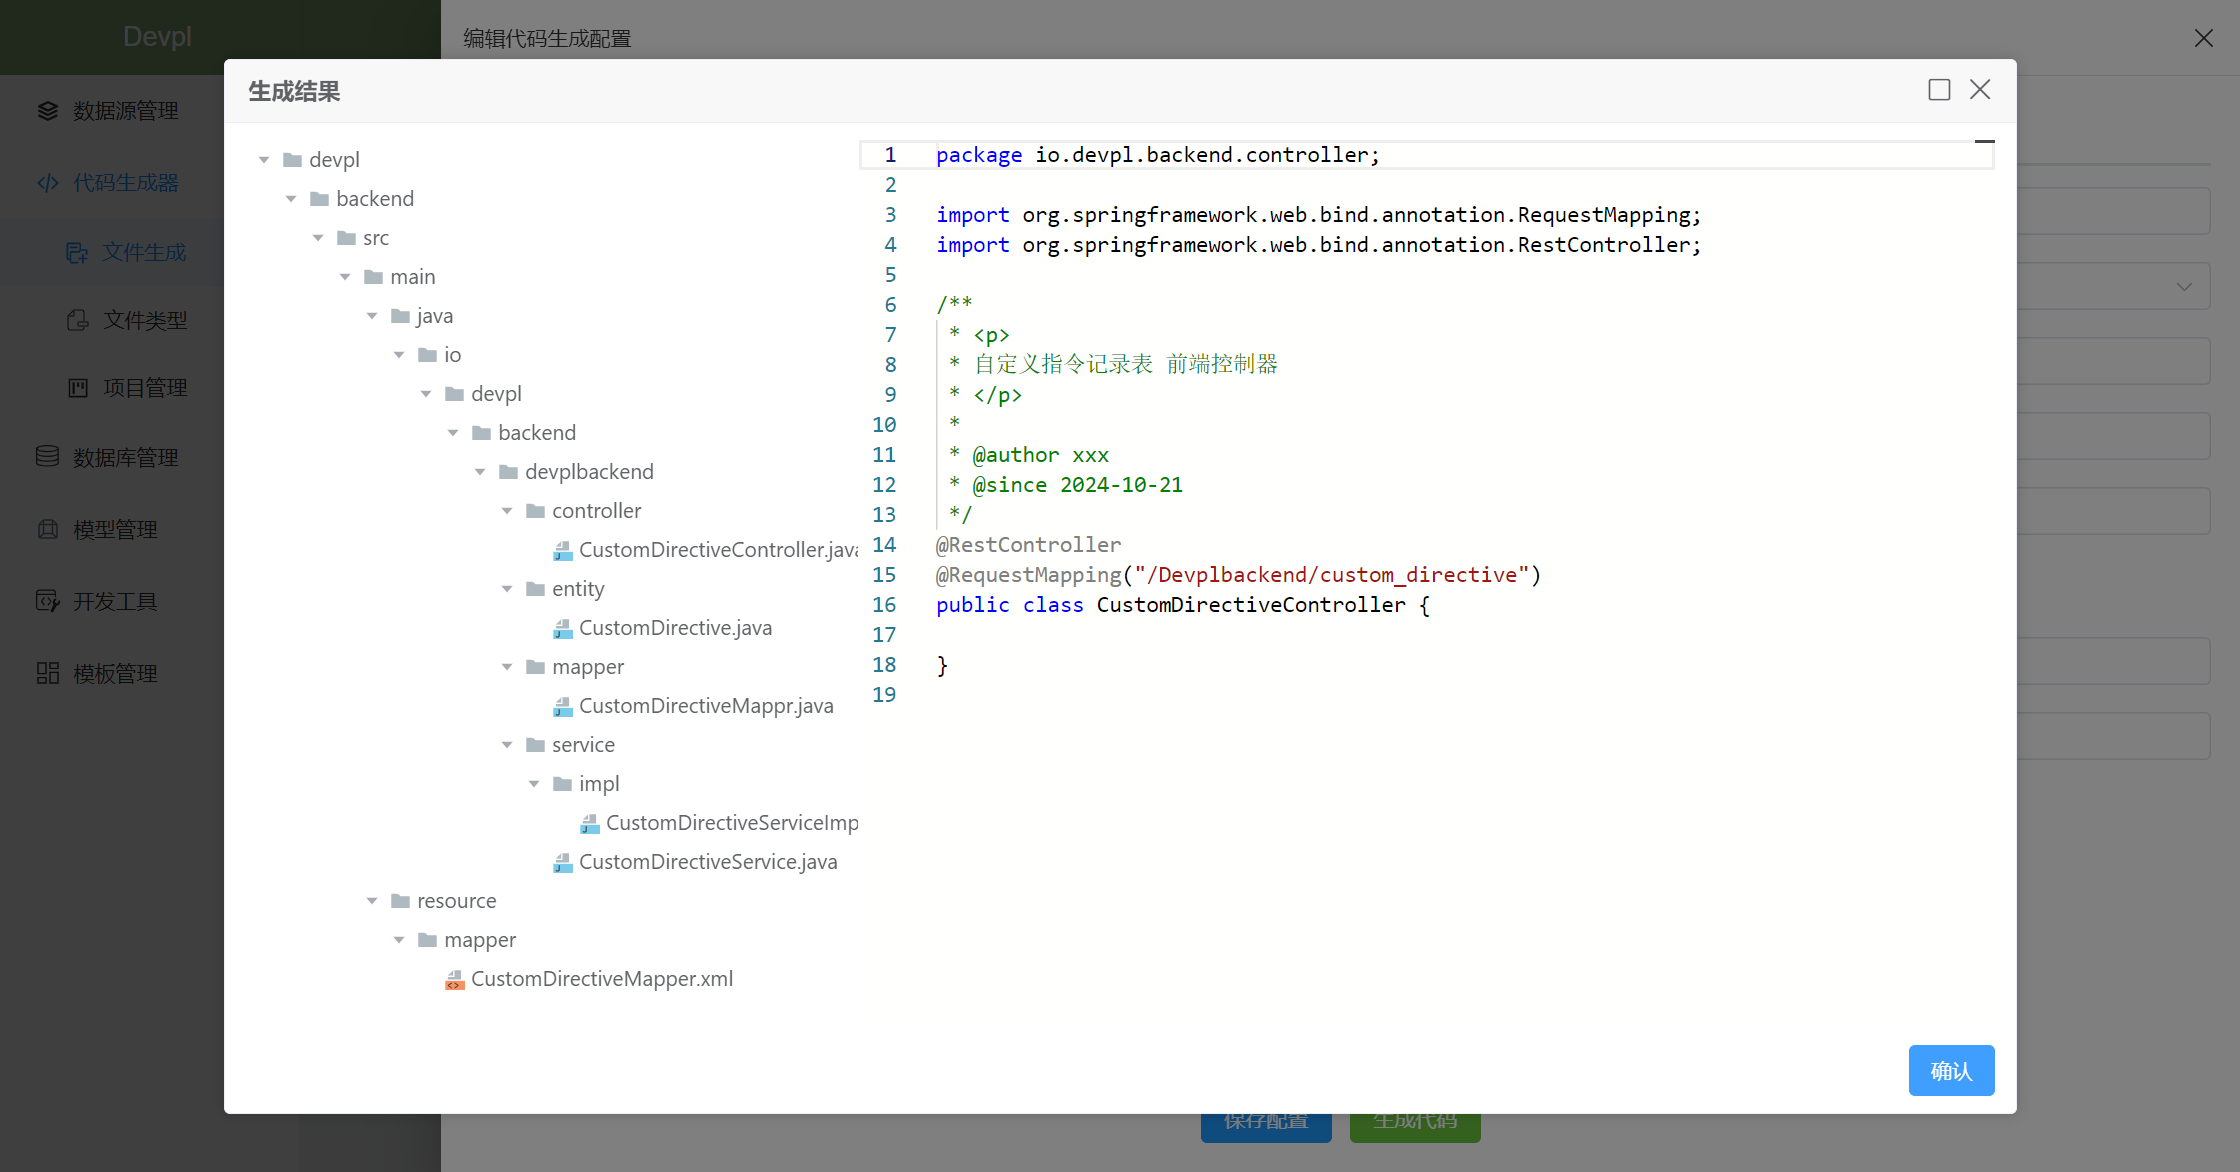 Devpl
编辑代码生成配置
数据源管理
代码生成器
文件生成
文件类型
项目管理
数据库管理
模型管理
开发工具
模板管理
生成结果
devpl
backend
src
main
java
io
devpl
backend
devplbackend
controller
CustomDirectiveController.java
entity
CustomDirective.java
mapper
CustomDirectiveMappr.java
service
impl
CustomDirectiveServiceImp
CustomDirectiveService.java
resource
mapper
CustomDirectiveMapper.xml
1 package io.devpl.backend.controller;
2
3 import org.springframework.web.bind.annotation.RequestMapping;
4 import org.springframework.web.bind.annotation.RestController;
5
6 /**
7 * <p>
8 * 自定义指令记录表 前端控制器
9 * </p>
10 *
11 * @author xxx
12 * @since 2024-10-21
13 */
14 @RestController
15 @RequestMapping("/Devplbackend/custom_directive")
16 public class CustomDirectiveController {
17
18 }
19
确认
保存配置
生成代码